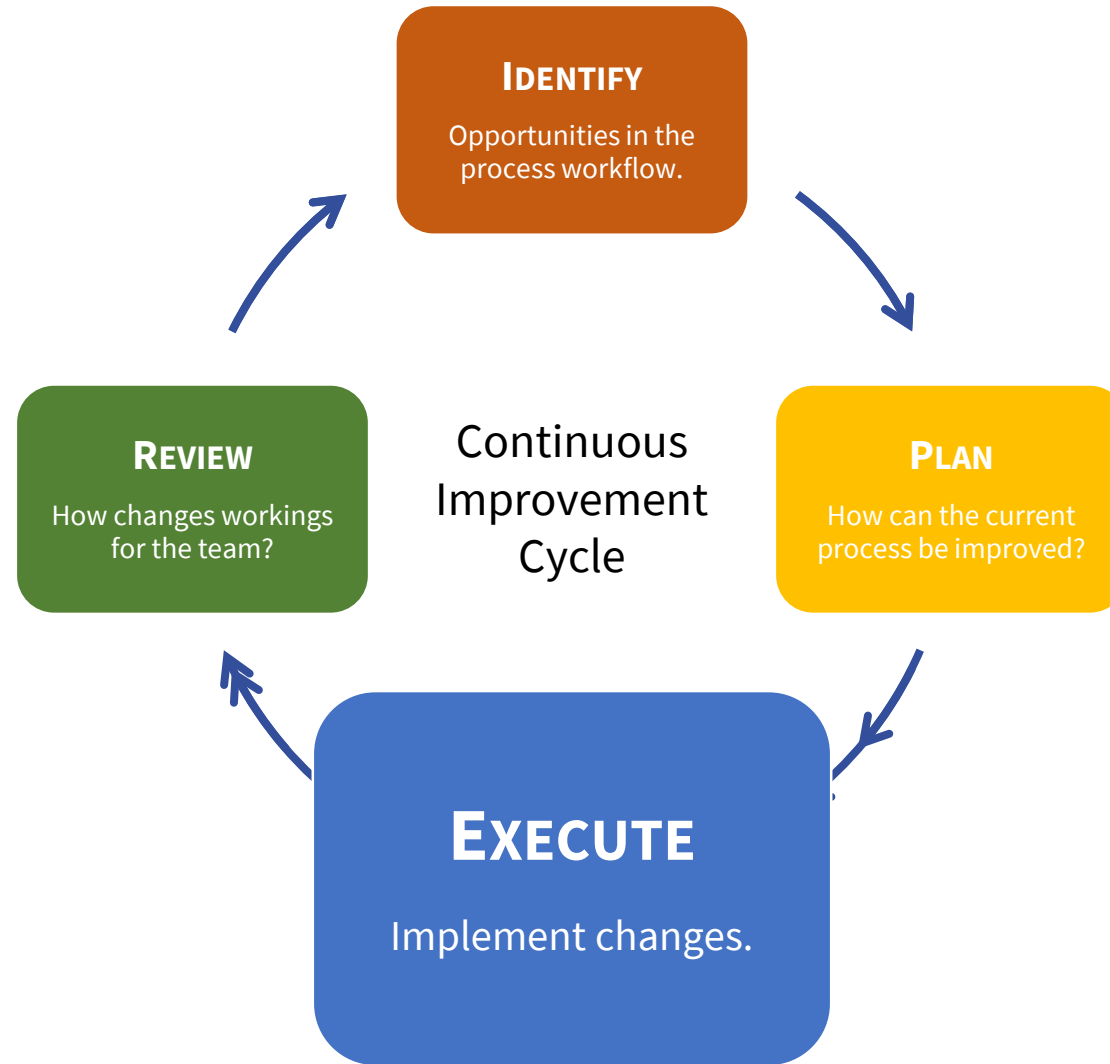 IDENTIFY
Opportunities in the
process workflow.
REVIEW
How changes workings
for the team?
Continuous
Improvement
Cycle
PLAN
How can the current
process be improved?
EXECUTE
Implement changes.